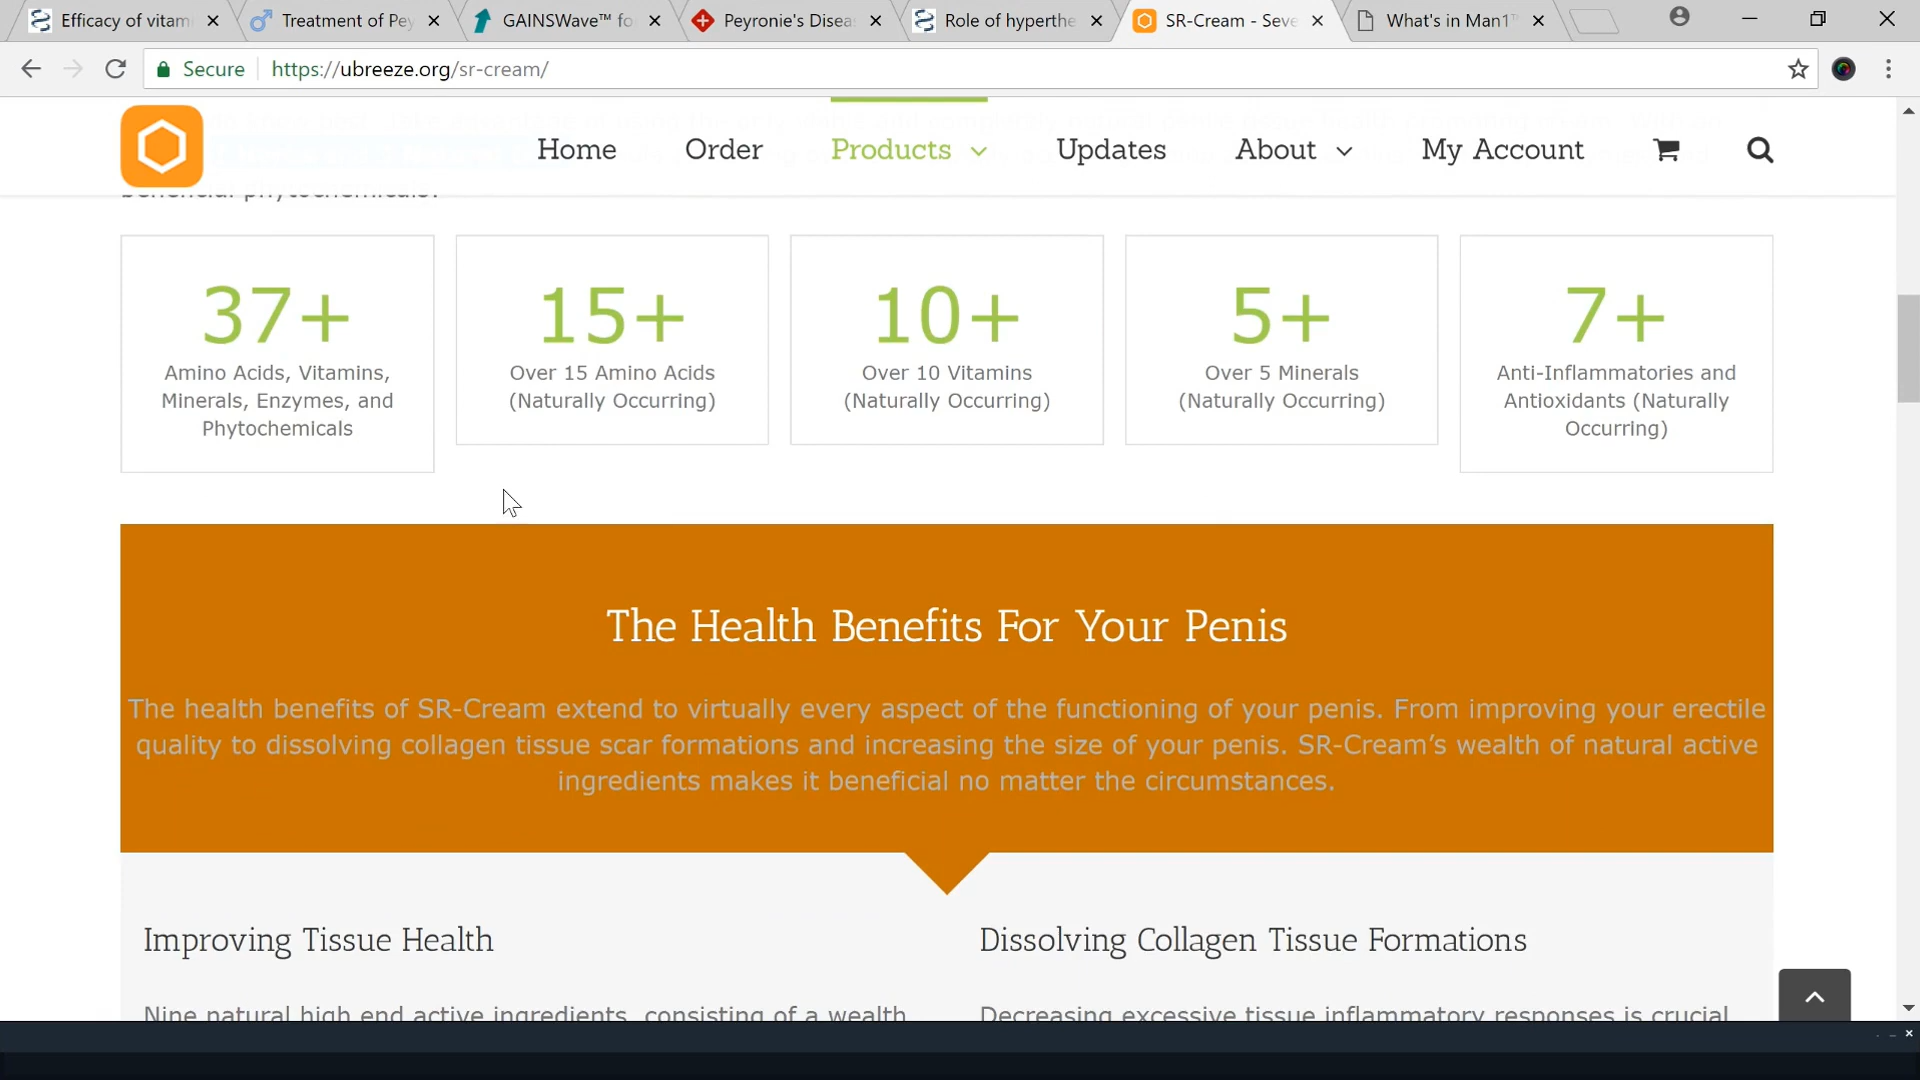 Efficacy of vitam
Treatment of Pey
GAINSWave™ fo
Peyronie's Disea
Role of hyperthe
SR-Cream - Seve
What's in Man1™
Secure
https://ubreeze.org/sr-cream/
Home
Order
Products
Updates
About
My Account
beneficial phytochemicals.
37+
Amino Acids, Vitamins,
Minerals, Enzymes, and
Phytochemicals
15+
Over 15 Amino Acids
(Naturally Occurring)
10+
Over 10 Vitamins
(Naturally Occurring)
5+
Over 5 Minerals
(Naturally Occurring)
7+
Anti-Inflammatories and
Antioxidants (Naturally
Occurring)
The Health Benefits For Your Penis
The health benefits of SR-Cream extend to virtually every aspect of the functioning of your penis. From improving your erectile
quality to dissolving collagen tissue scar formations and increasing the size of your penis. SR-Cream’s wealth of natural active
ingredients makes it beneficial no matter the circumstances.
Improving Tissue Health
Nine natural high end active ingredients, consisting of a wealth
Dissolving Collagen Tissue Formations
Decreasing excessive tissue inflammatory responses is crucial